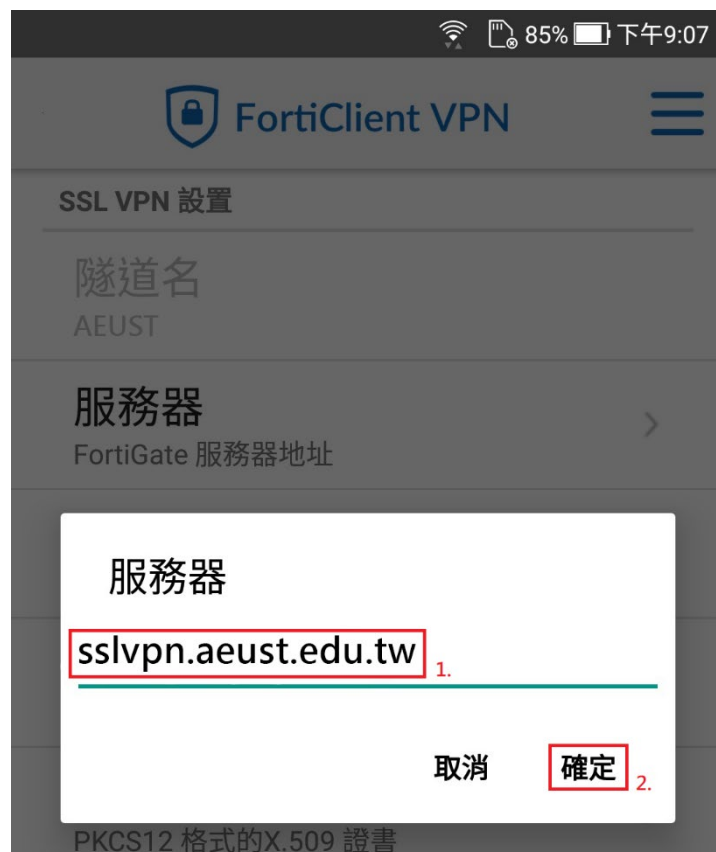 85% 下午9:07
FortiClient VPN
SSL VPN 設置
隧道名
AEUST
服務器
FortiGate 服務器地址
服務器
sslvpn.aeust.edu.tw 1.
取消 確定 2.
PKCS12 格式的X.509 證書